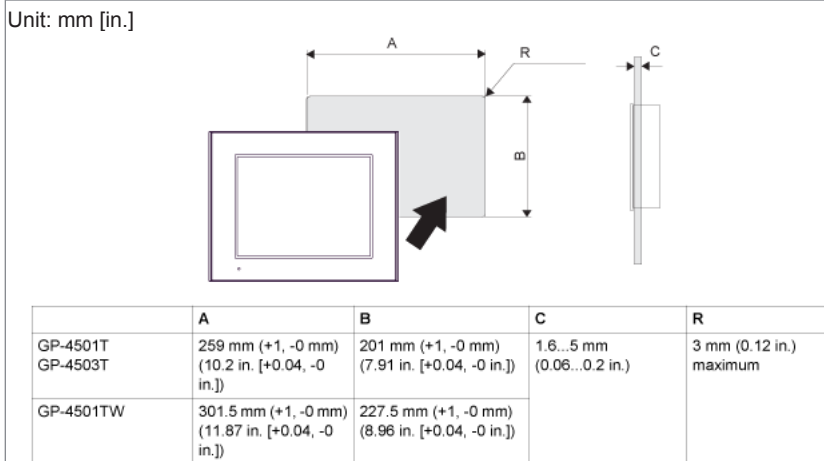 Unit: mm [in.]
A
R
C
B
A B C R
GP-4501T 259 mm (+1, -0 mm) 201 mm (+1, -0 mm) 1.6...5 mm 3 mm (0.12 in.)
GP-4503T (10.2 in. [+0.04, -0 (7.91 in. [+0.04, -0 in.]) (0.06...0.2 in.) maximum
in.])
GP-4501TW 301.5 mm (+1, -0 mm) 227.5 mm (+1, -0 mm)
(11.87 in. [+0.04, -0 (8.96 in. [+0.04, -0 in.])
in.])